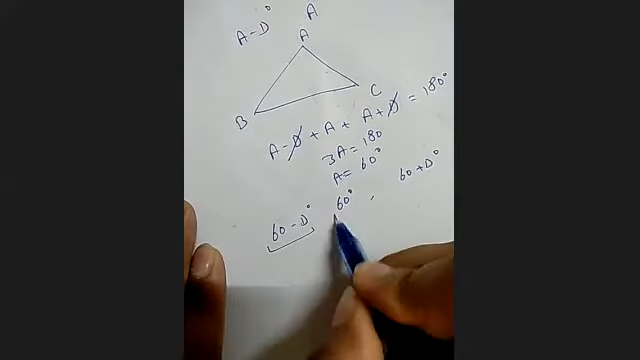 A-D° A
A
B C
A-D + A + A+D = 180°
3A = 180
A = 60°
60-D° 60° - 60+D°